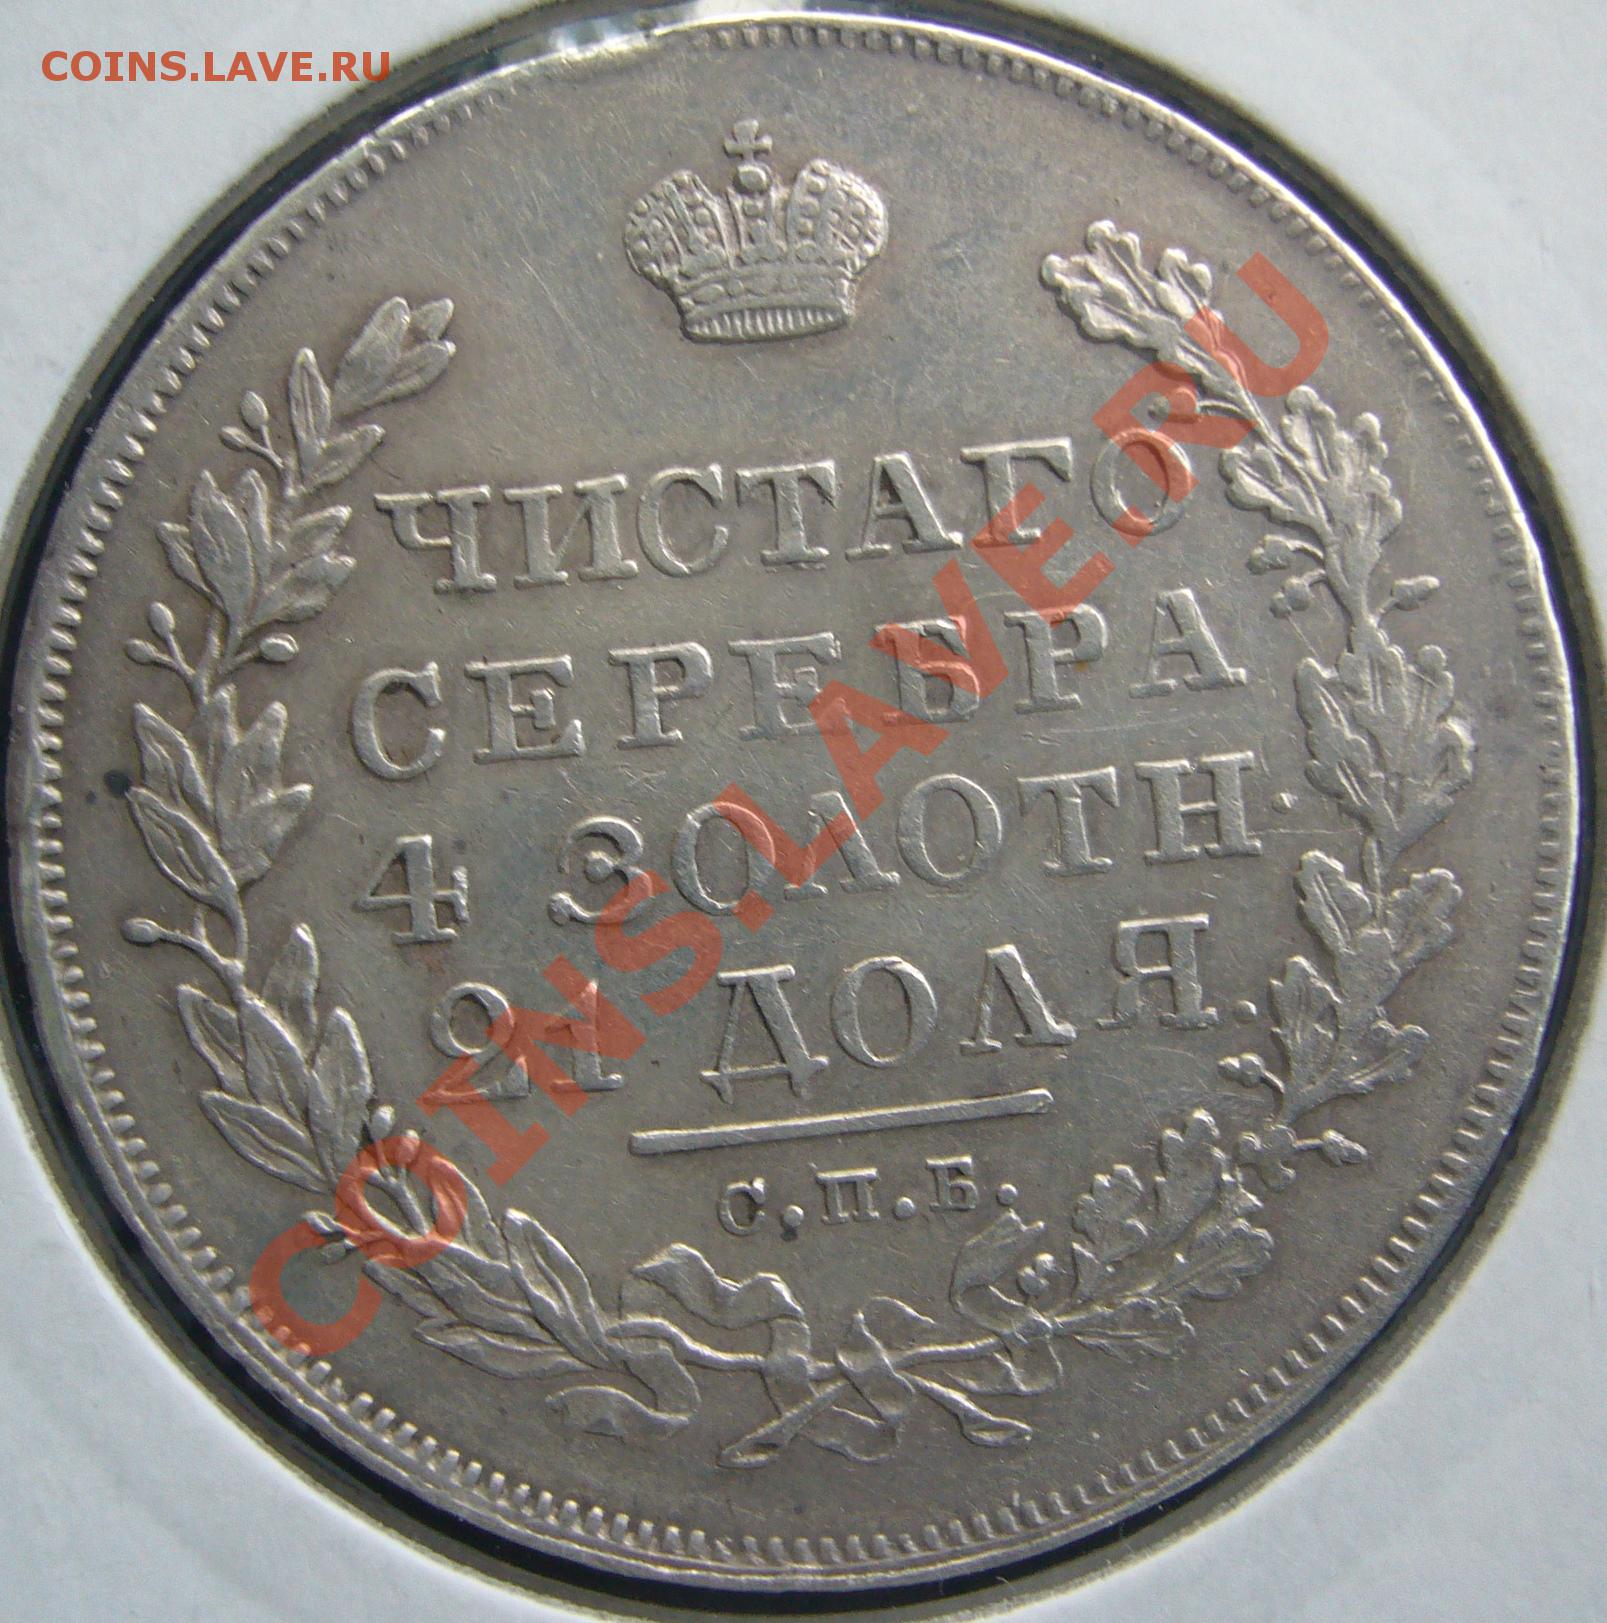 COINS.LAVE.RU
ЧИСТАГО
СЕРЕБРА
4 ЗОЛОТН.
21 ДОЛЯ.
С.П.Б.
COINS.LAVE.RU